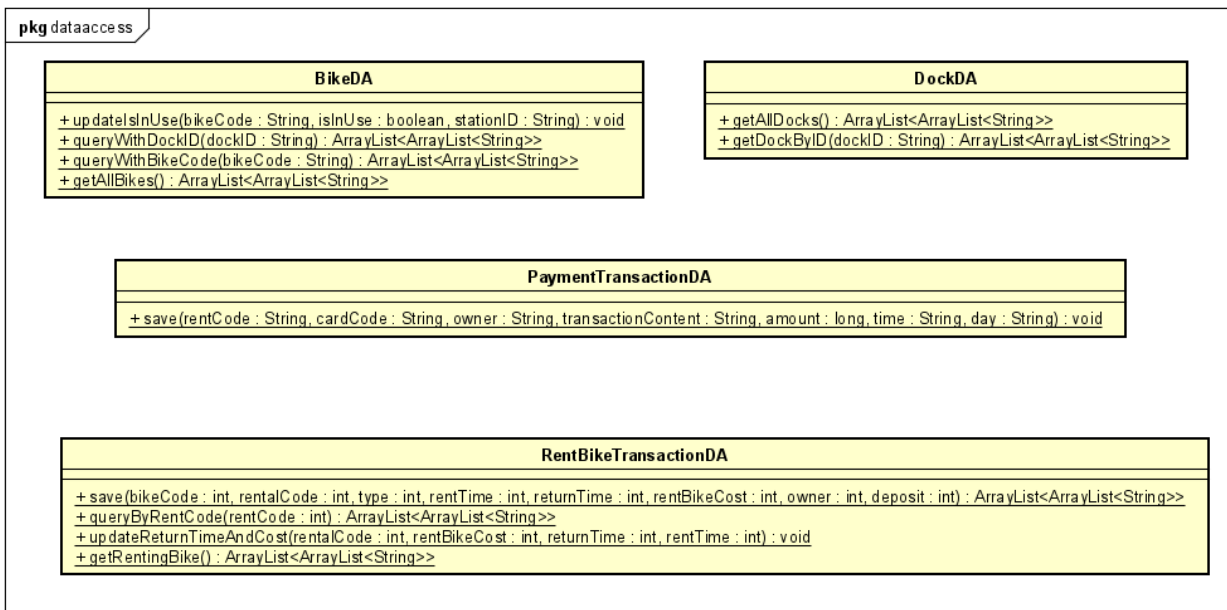 pkg dataaccess
BikeDA
+ updateIsInUse(bikeCode : String, isInUse : boolean, stationID : String) : void
+ queryWithDockID(dockID : String) : ArrayList<ArrayList<String>>
+ queryWithBikeCode(bikeCode : String) : ArrayList<ArrayList<String>>
+ getAllBikes() : ArrayList<ArrayList<String>>
DockDA
+ getAllDocks() : ArrayList<ArrayList<String>>
+ getDockByID(dockID : String) : ArrayList<ArrayList<String>>
PaymentTransactionDA
+ save(rentCode : String, cardCode : String, owner : String, transactionContent : String, amount : long, time : String, day : String) : void
RentBikeTransactionDA
+ save(bikeCode : int, rentalCode : int, type : int, rentTime : int, returnTime : int, rentBikeCost : int, owner : int, deposit : int) : ArrayList<ArrayList<String>>
+ queryByRentCode(rentCode : int) : ArrayList<ArrayList<String>>
+ updateReturnTimeAndCost(rentalCode : int, rentBikeCost : int, returnTime : int, rentTime : int) : void
+ getRentingBike() : ArrayList<ArrayList<String>>